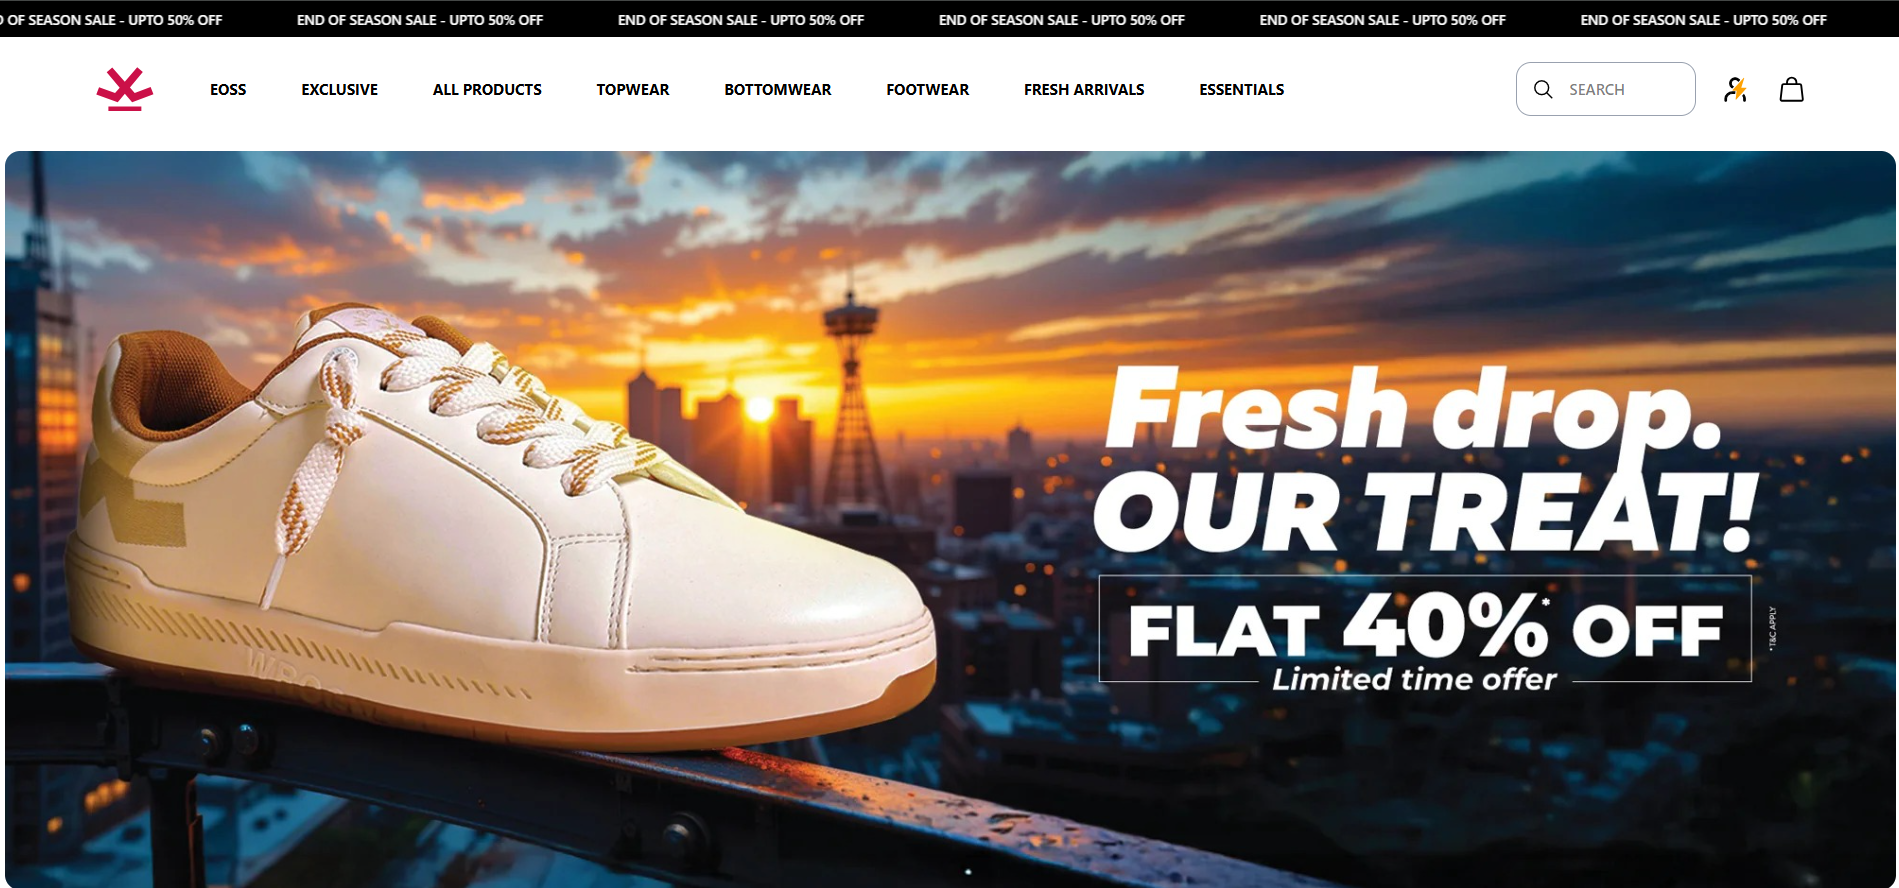 OF SEASON SALE - UPTO 50% OFF END OF SEASON SALE - UPTO 50% OFF END OF SEASON SALE - UPTO 50% OFF END OF SEASON SALE - UPTO 50% OFF END OF SEASON SALE - UPTO 50% OFF END OF SEASON SALE - UPTO 50% OFF
EOSS EXCLUSIVE ALL PRODUCTS TOPWEAR BOTTOMWEAR FOOTWEAR FRESH ARRIVALS ESSENTIALS SEARCH
Fresh drop.
OUR TREAT!
FLAT 40%* OFF
*T&C APPLY
Limited time offer